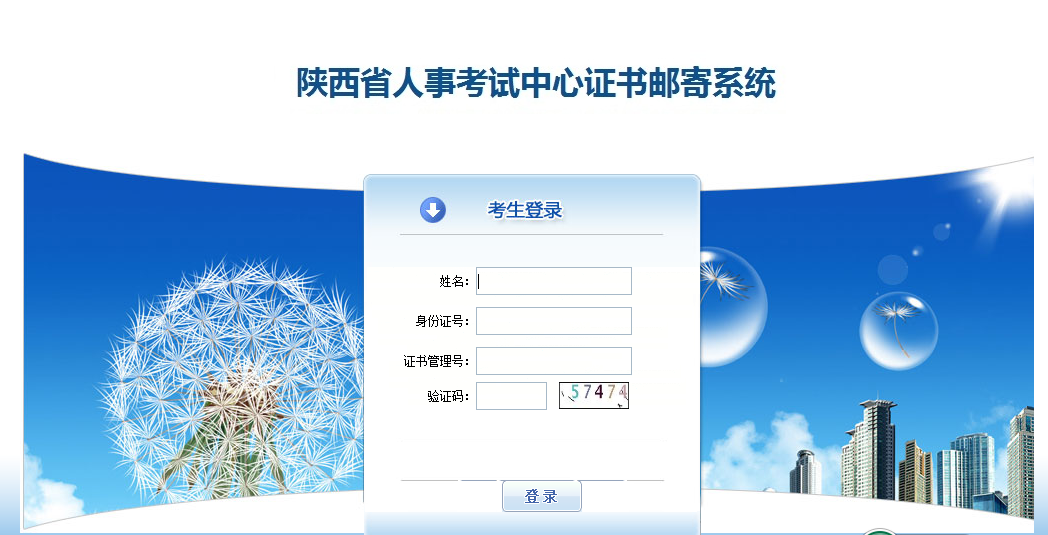 陕西省人事考试中心证书邮寄系统
考生登录
姓名：
身份证号：
证书管理号：
验证码： 57474
登 录